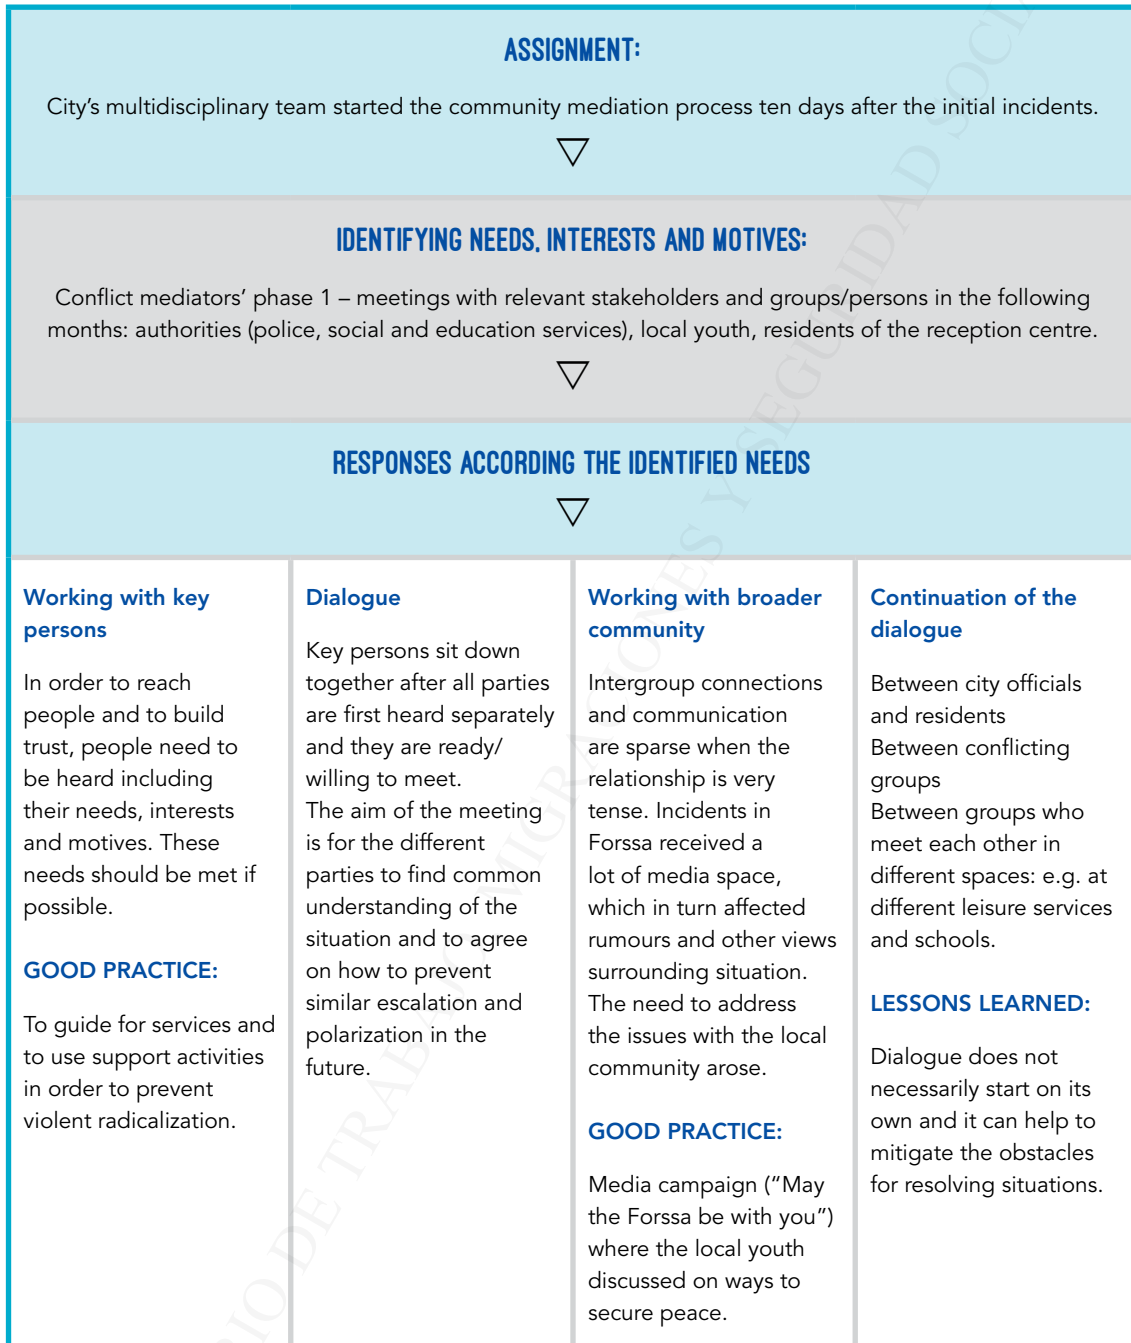 ASSIGNMENT:
City's multidisciplinary team started the community mediation process ten days after the initial incidents.
IDENTIFYING NEEDS, INTERESTS AND MOTIVES:
Conflict mediators' phase 1 – meetings with relevant stakeholders and groups/persons in the following
months: authorities (police, social and education services), local youth, residents of the reception centre.
RESPONSES ACCORDING THE IDENTIFIED NEEDS
Working with key
persons
In order to reach
people and to build
trust, people need to
be heard including
their needs, interests
and motives. These
needs should be met if
possible.
GOOD PRACTICE:
To guide for services and
to use support activities
in order to prevent
violent radicalization.
Dialogue
Key persons sit down
together after all parties
are first heard separately
and they are ready/
willing to meet.
The aim of the meeting
is for the different
parties to find common
understanding of the
situation and to agree
on how to prevent
similar escalation and
polarization in the
future.
Working with broader
community
Intergroup connections
and communication
are sparse when the
relationship is very
tense. Incidents in
Forssa received a
lot of media space,
which in turn affected
rumours and other views
surrounding situation.
The need to address
the issues with the local
community arose.
GOOD PRACTICE:
Media campaign ("May
the Forssa be with you")
where the local youth
discussed on ways to
secure peace.
Continuation of the
dialogue
Between city officials
and residents
Between conflicting
groups
Between groups who
meet each other in
different spaces: e.g. at
different leisure services
and schools.
LESSONS LEARNED:
Dialogue does not
necessarily start on its
own and it can help to
mitigate the obstacles
for resolving situations.